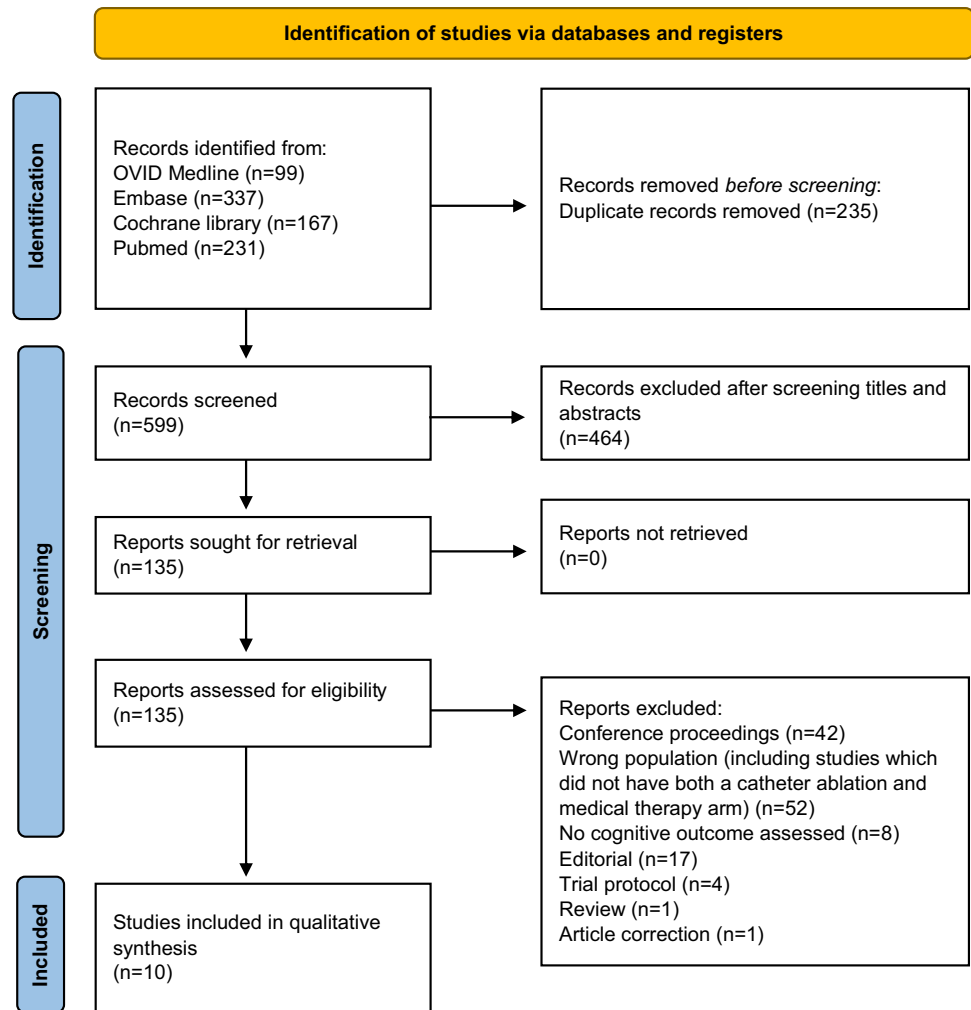 Identification of studies via databases and registers
Identification
Records identified from:
OVID Medline (n=99)
Embase (n=337)
Cochrane library (n=167)
Pubmed (n=231)
Records removed before screening:
Duplicate records removed (n=235)
Screening
Records screened
(n=599)
Records excluded after screening titles and
abstracts
(n=464)
Reports sought for retrieval
(n=135)
Reports not retrieved
(n=0)
Reports assessed for eligibility
(n=135)
Reports excluded:
Conference proceedings (n=42)
Wrong population (including studies which
did not have both a catheter ablation and
medical therapy arm) (n=52)
No cognitive outcome assessed (n=8)
Editorial (n=17)
Trial protocol (n=4)
Review (n=1)
Article correction (n=1)
Included
Studies included in qualitative
synthesis
(n=10)